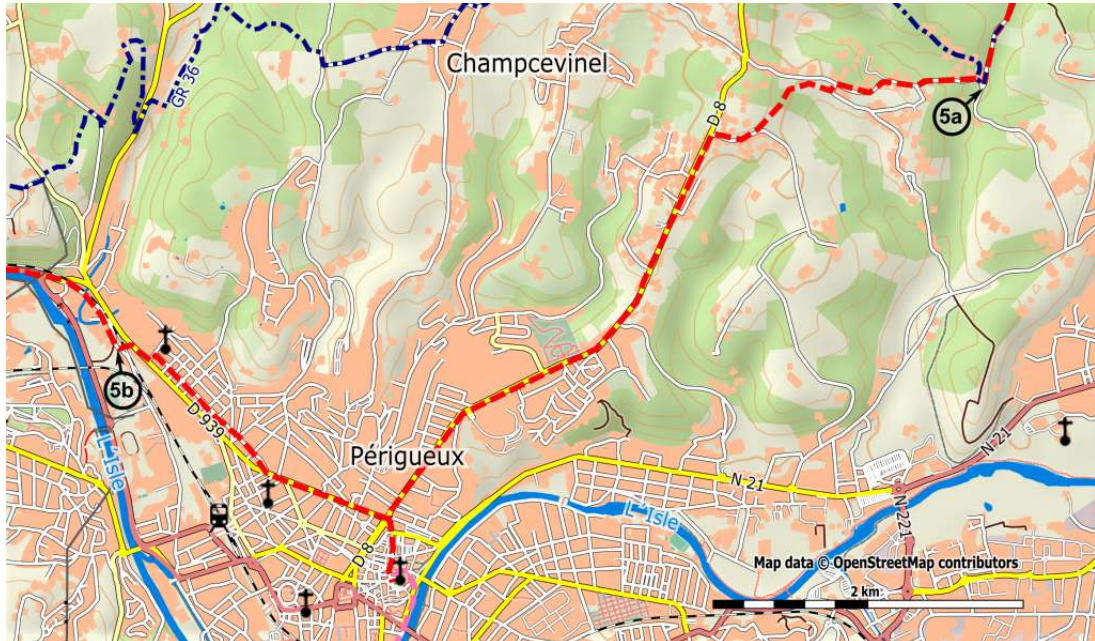 GR 36
Champcevinel
D 8
5a
5b
D 939
L'Isle
Périgueux
N 21
N 21
L' Isle
N 221
D 8
Map data © OpenStreetMap contributors
2 km